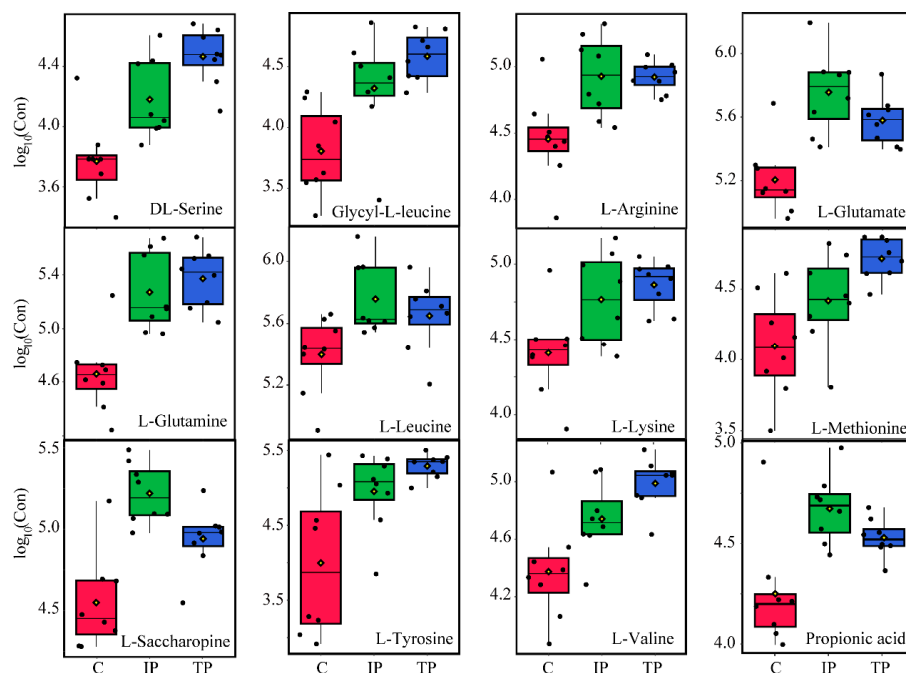 log₁₀(Con)
4.4
4.0
3.6
DL-Serine
4.5
4.0
3.5
Glycyl-L-leucine
5.0
4.5
4.0
L-Arginine
6.0
5.6
5.2
L-Glutamate
log₁₀(Con)
5.4
5.0
4.6
L-Glutamine
6.0
5.6
5.2
L-Leucine
5.0
4.5
4.0
L-Lysine
4.5
4.0
3.5
L-Methionine
log₁₀(Con)
5.5
5.0
4.5
L-Saccharopine
5.5
4.5
3.5
L-Tyrosine
5.0
4.6
4.2
L-Valine
5.0
4.5
4.0
Propionic acid
C IP TP
C IP TP
C IP TP
C IP TP